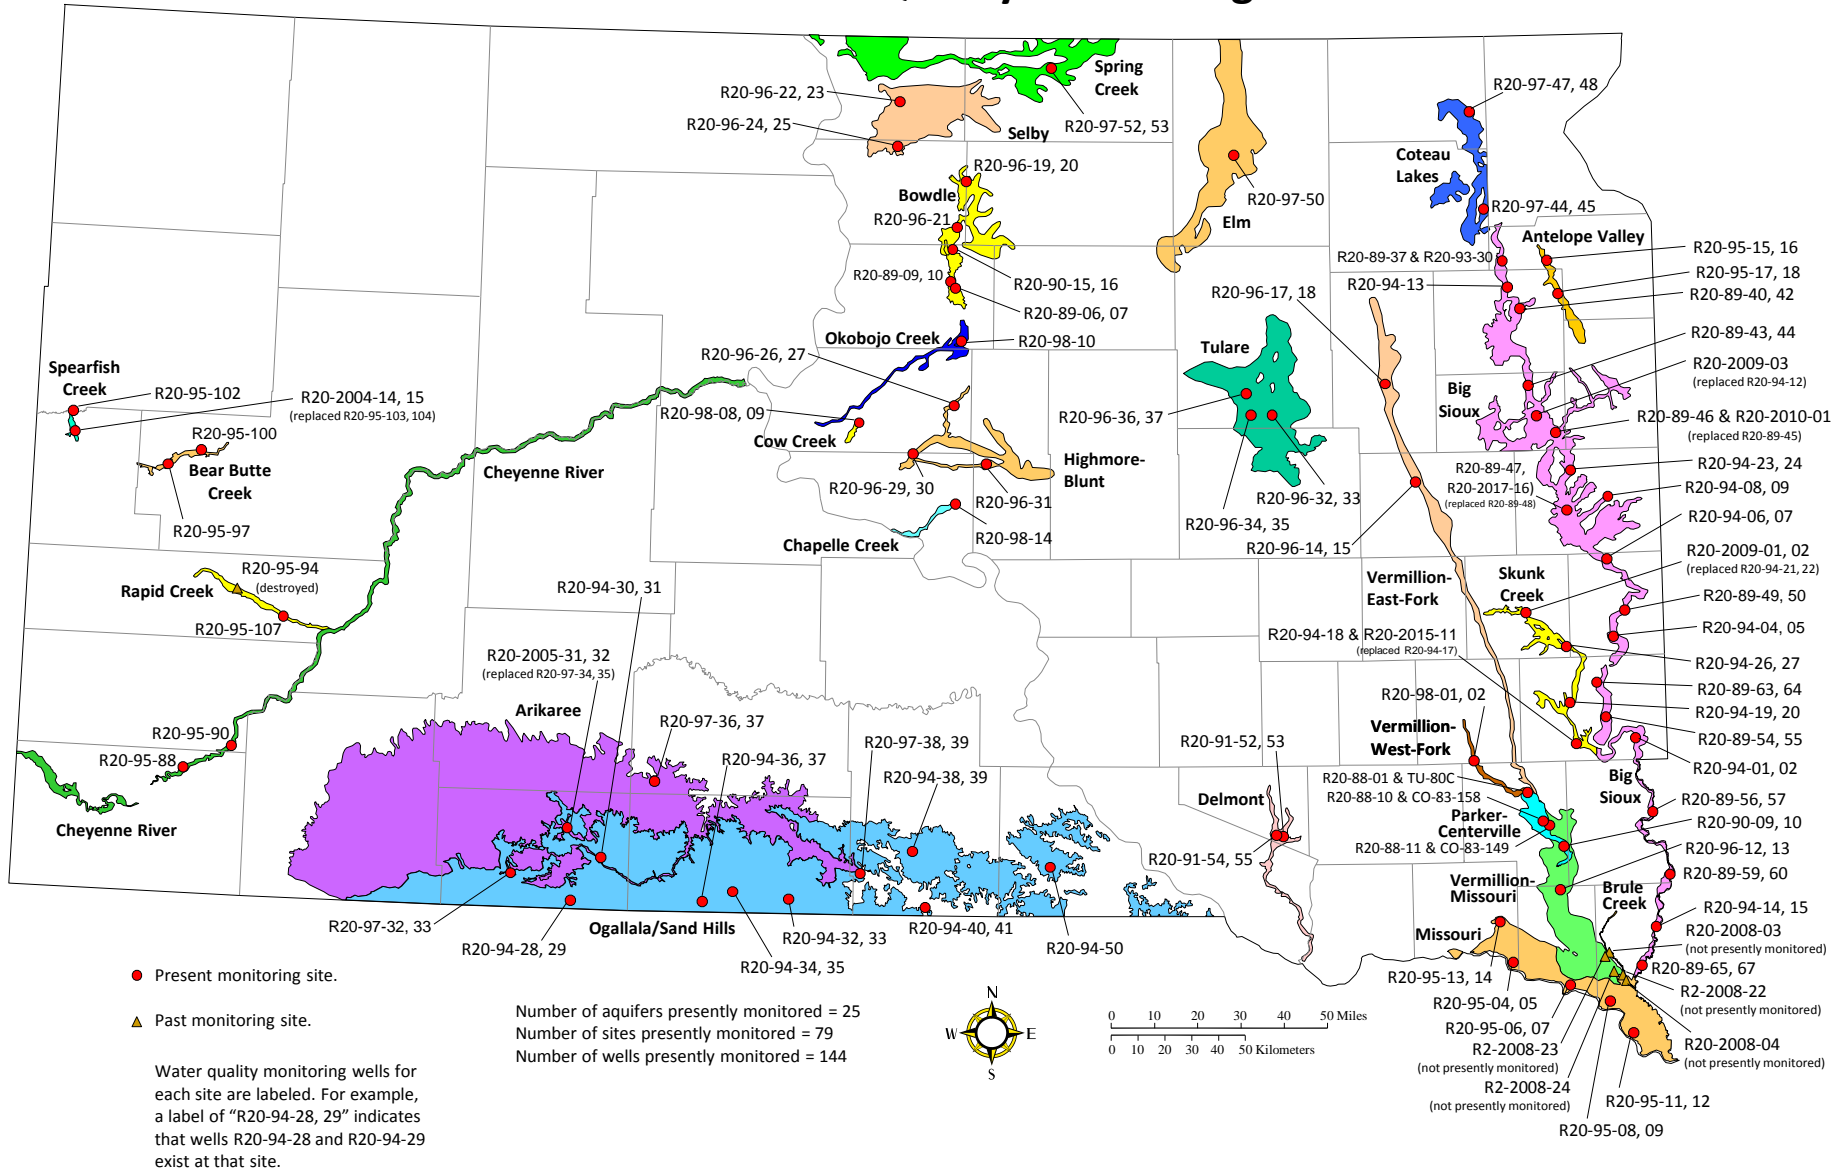 Spring
Creek
R20-96-22, 23
R20-96-24, 25
Selby
R20-97-52, 53
R20-97-47, 48
Coteau
Lakes
R20-96-19, 20
Bowdle
R20-96-21
R20-97-50
Elm
R20-97-44, 45
Antelope Valley
R20-89-37 & R20-93-30
R20-95-15, 16
R20-95-17, 18
R20-94-13
R20-89-40, 42
R20-89-09, 10
R20-90-15, 16
R20-89-06, 07
R20-96-17, 18
Okobojo Creek
R20-98-10
Tulare
R20-89-43, 44
R20-96-26, 27
R20-2009-03
(replaced R20-94-12)
Spearfish
Creek
R20-95-102
R20-2004-14, 15
(replaced R20-95-103, 104)
Big
Sioux
R20-98-08, 09
R20-96-36, 37
R20-89-46 & R20-2010-01
(replaced R20-89-45)
Cow Creek
R20-95-100
Bear Butte
Creek
Cheyenne River
Highmore-
Blunt
R20-89-47,
R20-2017-16)
(replaced R20-89-48)
R20-94-23, 24
R20-94-08, 09
R20-96-29, 30
R20-96-31
R20-96-32, 33
R20-96-34, 35
R20-94-06, 07
R20-95-97
Chapelle Creek
R20-98-14
R20-96-14, 15
R20-2009-01, 02
(replaced R20-94-21, 22)
R20-95-94
(destroyed)
Rapid Creek
R20-94-30, 31
Vermillion-
East-Fork
Skunk
Creek
R20-89-49, 50
R20-95-107
R20-94-18 & R20-2015-11
(replaced R20-94-17)
R20-94-04, 05
R20-2005-31, 32
(replaced R20-97-34, 35)
R20-94-26, 27
R20-89-63, 64
R20-98-01, 02
R20-94-19, 20
Arikaree
R20-97-36, 37
Vermillion-
West-Fork
R20-89-54, 55
R20-95-90
R20-97-38, 39
R20-91-52, 53
R20-95-88
R20-94-36, 37
R20-94-38, 39
R20-88-01 & TU-80C
R20-88-10 & CO-83-158
R20-94-01, 02
Big
Sioux
Delmont
R20-89-56, 57
Parker-
Centerville
R20-88-11 & CO-83-149
R20-90-09, 10
Cheyenne River
R20-91-54, 55
R20-96-12, 13
R20-89-59, 60
Vermillion-
Missouri
Brule
Creek
R20-94-14, 15
R20-97-32, 33
R20-94-28, 29
Ogallala/Sand Hills
R20-94-32, 33
R20-94-34, 35
R20-94-40, 41
R20-94-50
Missouri
R20-2008-03
(not presently monitored)
R20-89-65, 67
R20-95-13, 14
R2-2008-22
(not presently monitored)
R20-95-04, 05
R20-95-06, 07
R2-2008-23
(not presently monitored)
R20-2008-04
(not presently monitored)
R2-2008-24
(not presently monitored)
R20-95-11, 12
R20-95-08, 09
Present monitoring site.
Past monitoring site.
Water quality monitoring wells for
each site are labeled. For example,
a label of “R20-94-28, 29” indicates
that wells R20-94-28 and R20-94-29
exist at that site.
Number of aquifers presently monitored = 25
Number of sites presently monitored = 79
Number of wells presently monitored = 144
N
W E
S
0 10 20 30 40 50 Miles
0 10 20 30 40 50 Kilometers